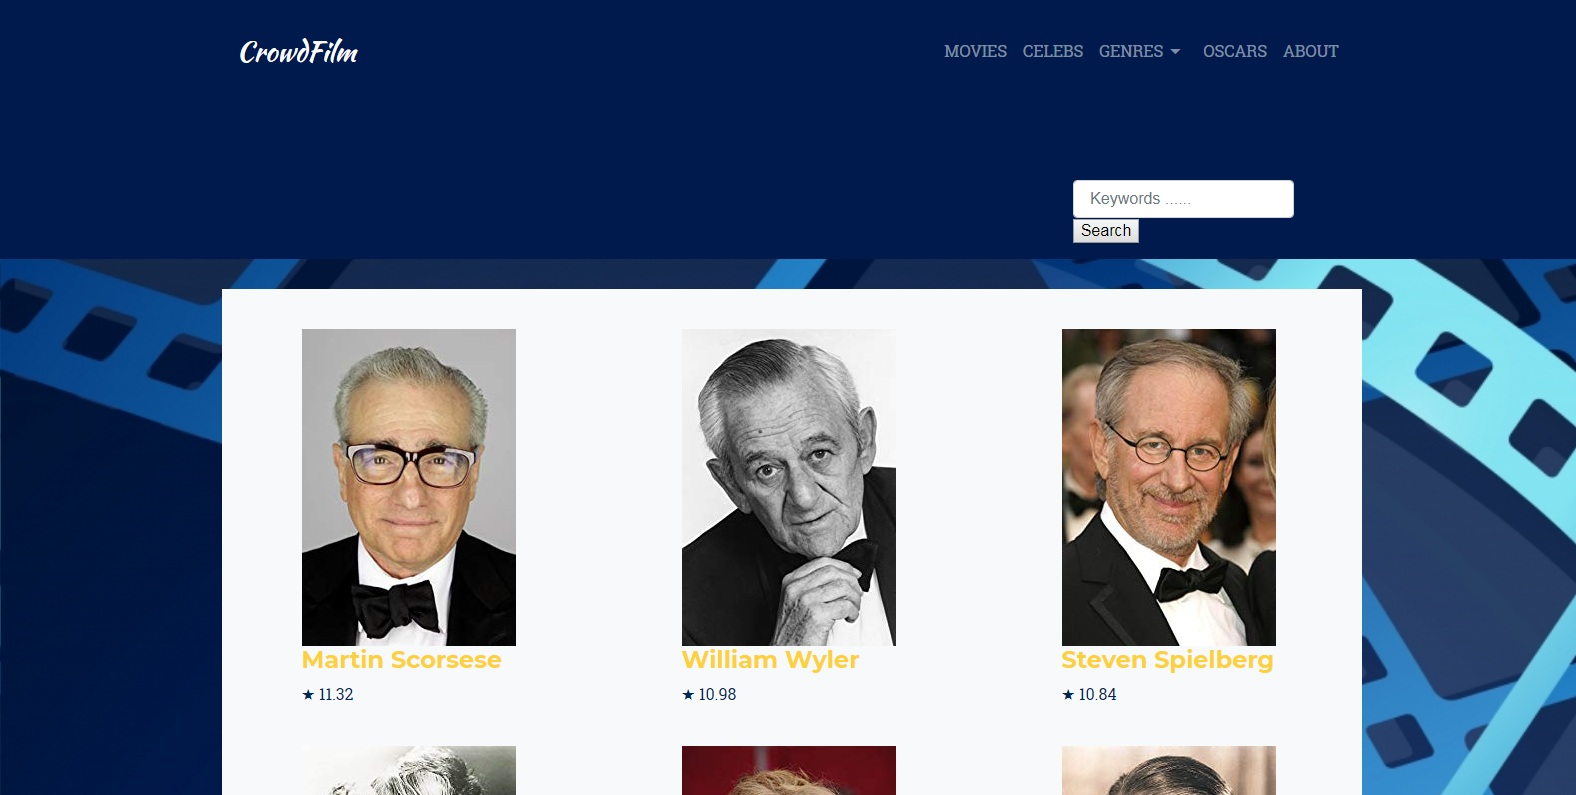 CrowdFilm
MOVIES CELEBS GENRES OSCARS ABOUT
Keywords ......
Search
Martin Scorsese
William Wyler
Steven Spielberg
★ 11.32
★ 10.98
★ 10.84